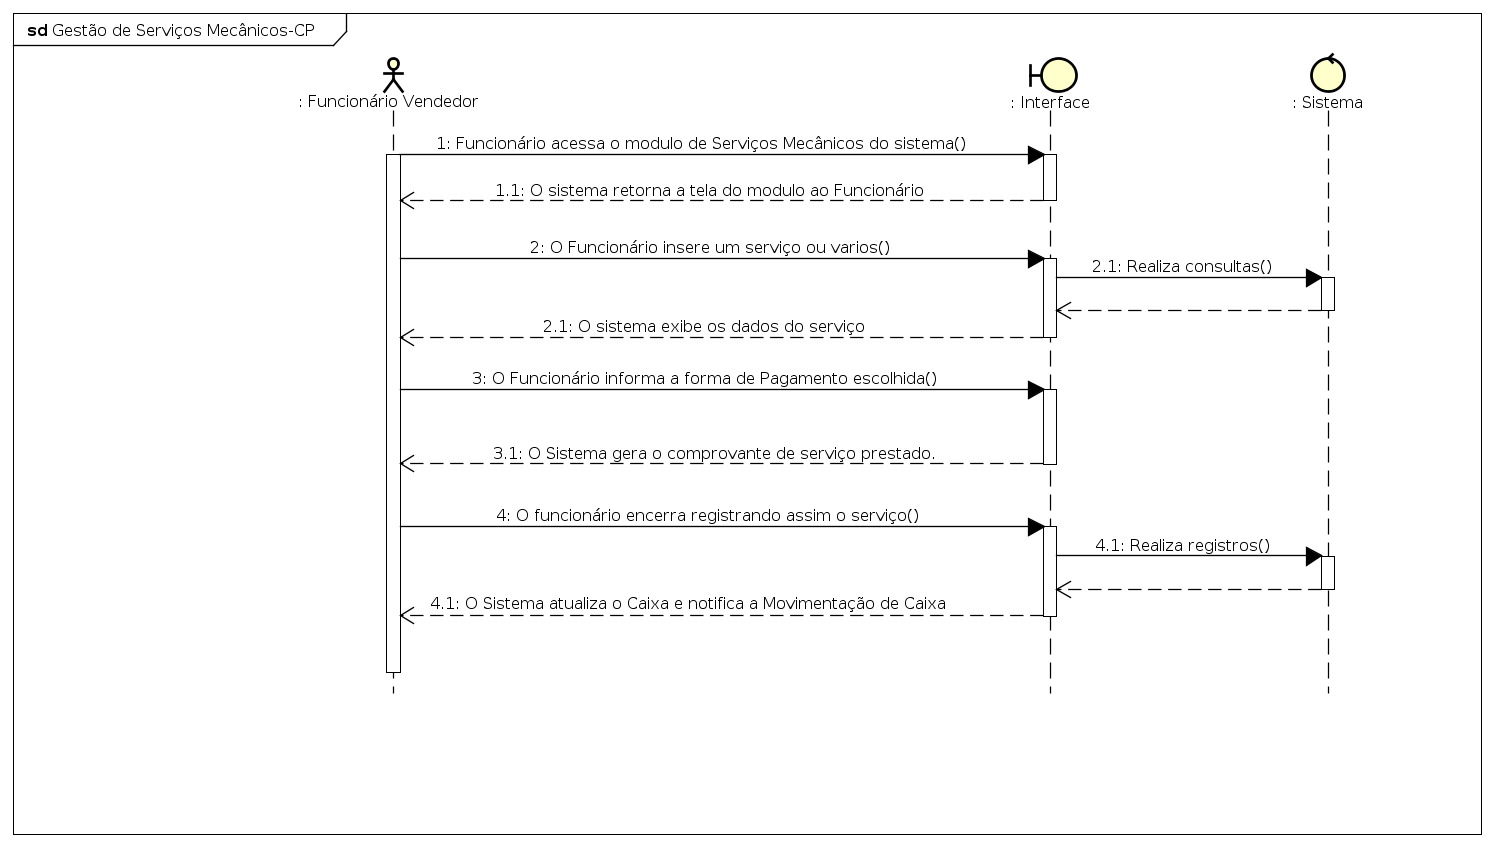 sd Gestão de Serviços Mecânicos-CP
: Funcionário Vendedor
: Interface
: Sistema
1: Funcionário acessa o modulo de Serviços Mecânicos do sistema()
1.1: O sistema retorna a tela do modulo ao Funcionário
2: O Funcionário insere um serviço ou varios()
2.1: Realiza consultas()
2.1: O sistema exibe os dados do serviço
3: O Funcionário informa a forma de Pagamento escolhida()
3.1: O Sistema gera o comprovante de serviço prestado.
4: O funcionário encerra registrando assim o serviço()
4.1: Realiza registros()
4.1: O Sistema atualiza o Caixa e notifica a Movimentação de Caixa